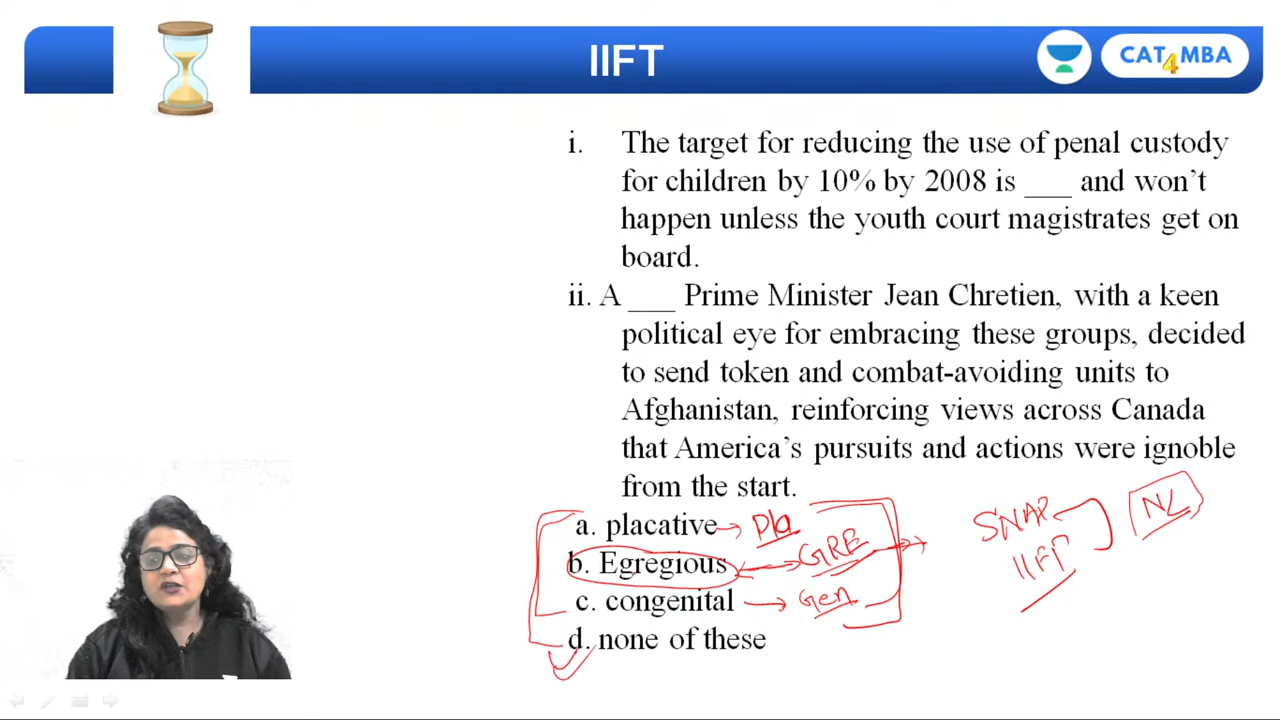 IIFT
CAT4MBA
i. The target for reducing the use of penal custody
for children by 10% by 2008 is ___ and won't
happen unless the youth court magistrates get on
board.
ii. A ___ Prime Minister Jean Chretien, with a keen
political eye for embracing these groups, decided
to send token and combat-avoiding units to
Afghanistan, reinforcing views across Canada
that America's pursuits and actions were ignoble
from the start.
a. placative → Pla
b. Egregious → GRE
c. congenital → Gen
d. none of these
SNAP
IIFT
NL